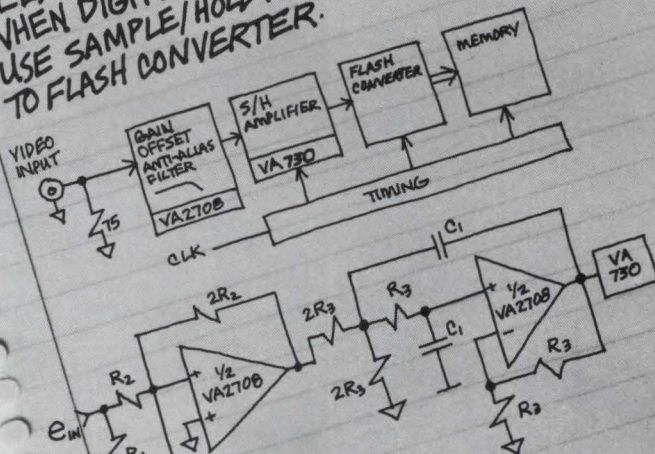 WHEN
USE SAMPLE/HOLD
TO FLASH CONVERTER.
VIDEO
INPUT
75
GAIN
OFFSET
ANTI-ALIAS
FILTER
VA2708
S/H
AMPLIFIER
VA730
FLASH
CONVERTER
MEMORY
TIMING
CLK
C1
2R2
2R3
R3
1/2
VA2708
VA
730
R2
1/2
VA2708
C1
2R3
R3
eIN
R1
R3